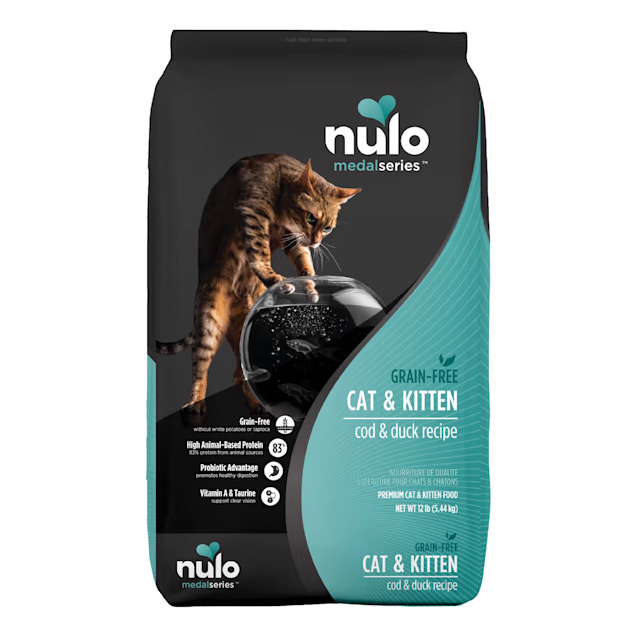 nulo
medalseries™
GRAIN-FREE
CAT & KITTEN
cod & duck recipe
Grain-Free
without white potatoes or tapioca
High Animal-Based Protein
83% protein from animal sources
83%
Probiotic Advantage
promotes healthy digestion
Vitamin A & Taurine
support clear vision
NOURRITURE DE QUALITÉ
SUPÉRIEURE POUR CHATS & CHATONS
PREMIUM CAT & KITTEN FOOD
NET WT 12 lb (5.44 kg)
nulo
medalseries™
GRAIN-FREE
CAT & KITTEN
cod & duck recipe